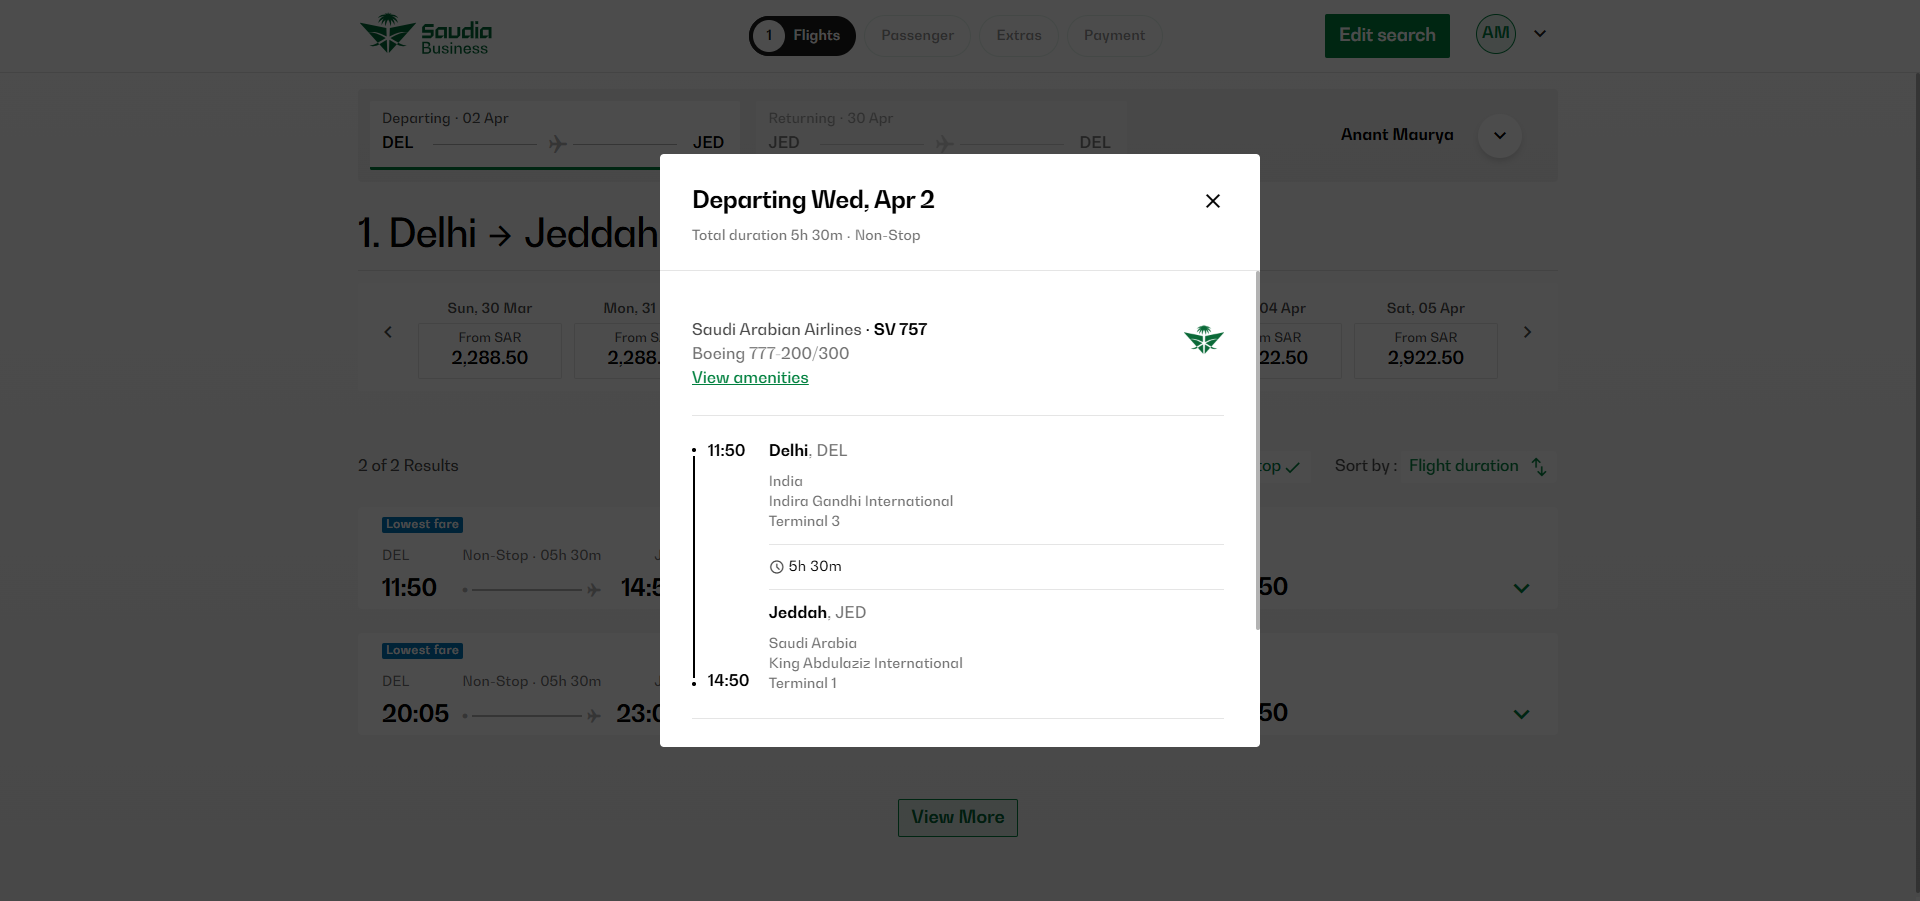 Saudia
Business
1 Flights
Passenger
Extras
Payment
Edit search
AM
Departing · 02 Apr
DEL JED
Returning · 30 Apr
JED DEL
Anant Maurya
1. Delhi → Jeddah
Sun, 30 Mar
From SAR
2,288.50
Mon, 31
From S
2,288.
04 Apr
m SAR
22.50
Sat, 05 Apr
From SAR
2,922.50
2 of 2 Results
op
Sort by : Flight duration
Lowest fare
DEL Non-Stop · 05h 30m J
11:50 14:5
50
Lowest fare
DEL Non-Stop · 05h 30m J
20:05 23:0
50
View More
Departing Wed, Apr 2
Total duration 5h 30m · Non-Stop
Saudi Arabian Airlines · SV 757
Boeing 777-200/300
View amenities
11:50 Delhi, DEL
India
Indira Gandhi International
Terminal 3
5h 30m
Jeddah, JED
Saudi Arabia
King Abdulaziz International
14:50 Terminal 1